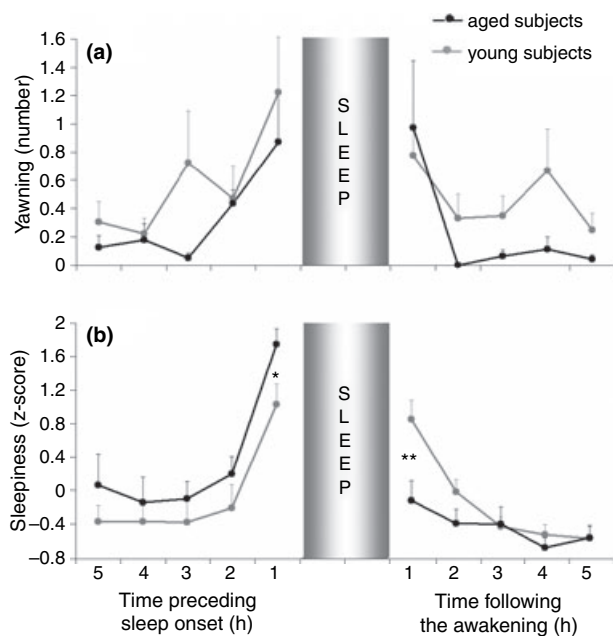 aged subjects
young subjects
(a)
Yawning (number)
1.6
1.4
1.2
1
0.8
0.6
0.4
0.2
0
S
L
E
E
P
(b)
Sleepiness (z-score)
2
1.6
1.2
0.8
0.4
0
−0.4
−0.8
*
S
L
E
E
P
**
5 4 3 2 1
1 2 3 4 5
Time preceding
sleep onset (h)
Time following
the awakening (h)